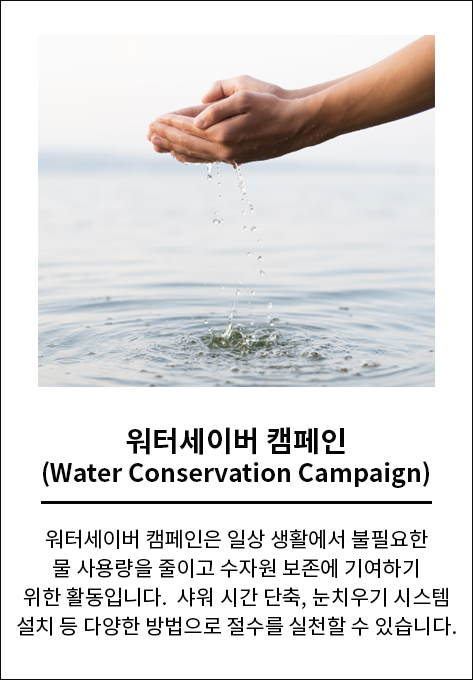 워터세이버 캠페인
(Water Conservation Campaign)
워터세이버 캠페인은 일상 생활에서 불필요한
물 사용량을 줄이고 수자원 보존에 기여하기
위한 활동입니다. 샤워 시간 단축, 눈치우기 시스템
설치 등 다양한 방법으로 절수를 실천할 수 있습니다.